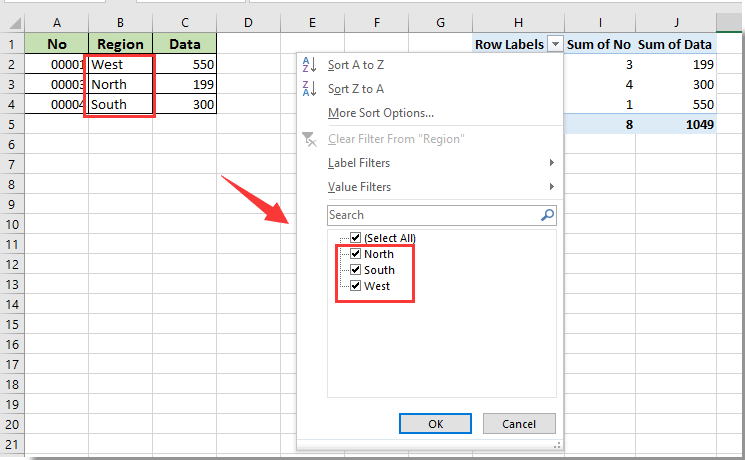 A B C D E F G H I J
1 No Region Data Row Labels Sum of No Sum of Data
2 00001 West 550 3 199
3 00003 North 199 4 300
4 00004 South 300 1 550
5 8 1049
6
7
8
9
10
11
12
13
14
15
16
17
18
19
20
21
Sort A to Z
Sort Z to A
More Sort Options...
Clear Filter From "Region"
Label Filters
Value Filters
Search
(Select All)
North
South
West
OK Cancel